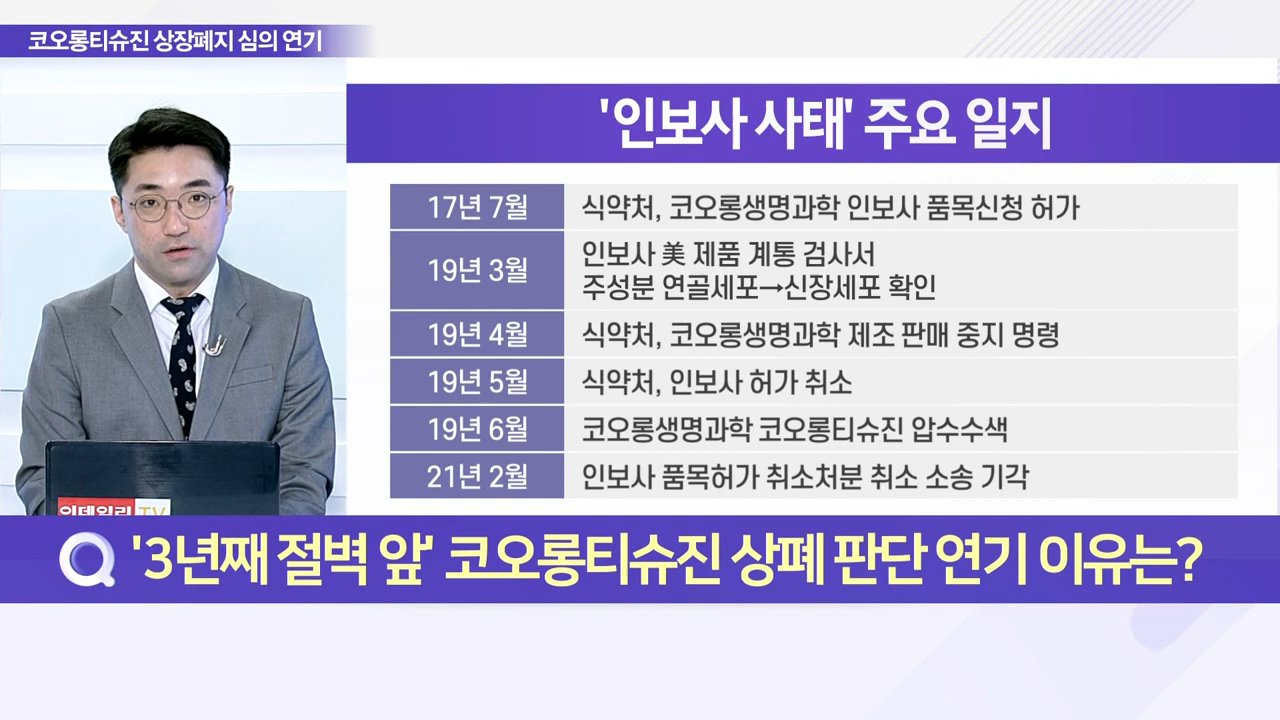 코오롱티슈진 상장폐지 심의 연기
'인보사 사태' 주요 일지
17년 7월 식약처, 코오롱생명과학 인보사 품목신청 허가
19년 3월 인보사 美 제품 계통 검사서
주성분 연골세포→신장세포 확인
19년 4월 식약처, 코오롱생명과학 제조 판매 중지 명령
19년 5월 식약처, 인보사 허가 취소
19년 6월 코오롱생명과학 코오롱티슈진 압수수색
21년 2월 인보사 품목허가 취소처분 취소 소송 기각
이데일리 TV
Q '3년째 절벽 앞' 코오롱티슈진 상폐 판단 연기 이유는?